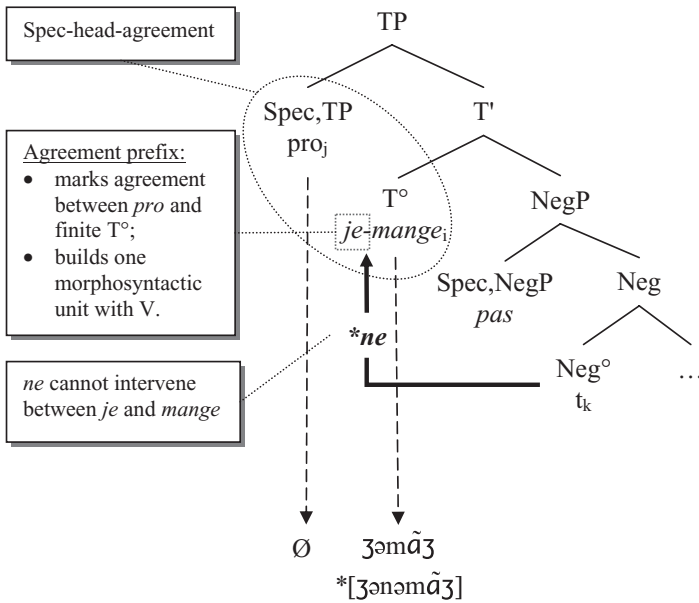 TP
Spec-head-agreement
Spec,TP
T'
pro_j
Agreement prefix:
• marks agreement
between pro and
finite T°;
• builds one
morphosyntactic
unit with V.
T°
NegP
je-mange_i
Spec,NegP
Neg
pas
*ne
ne cannot intervene
between je and mange
Neg°
…
t_k
Ø
ʒəmɑ̃ʒ
*[ʒənəmɑ̃ʒ]